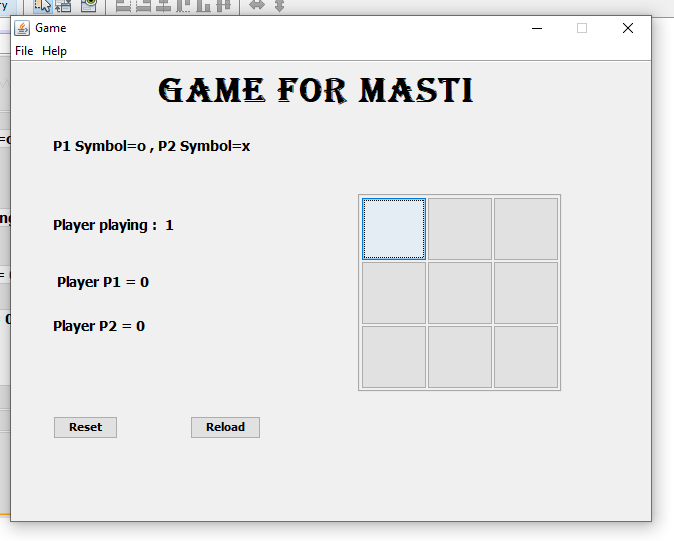 Game
File Help
GAME FOR MASTI
P1 Symbol=o , P2 Symbol=x
Player playing : 1
Player P1 = 0
Player P2 = 0
Reset Reload